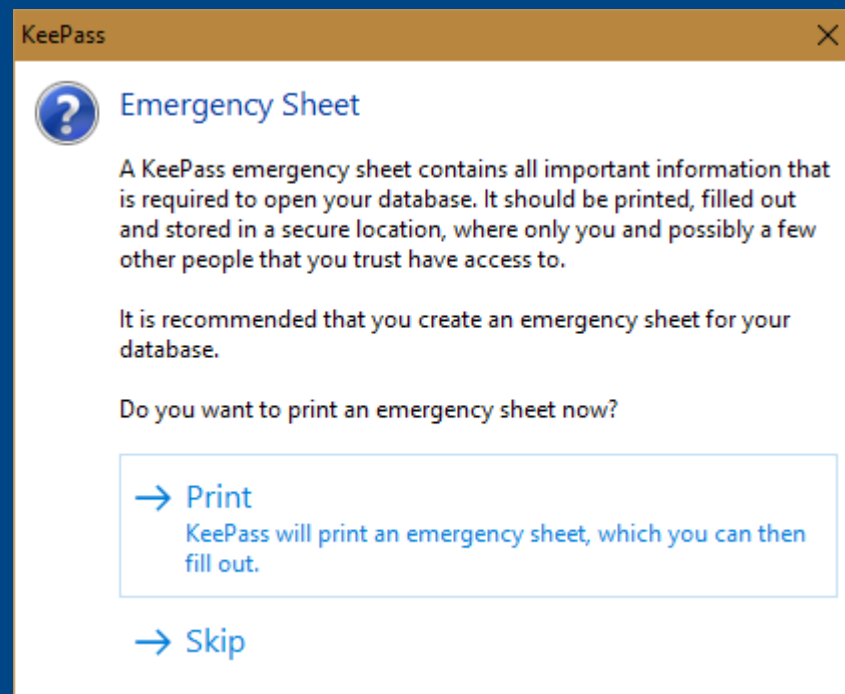 KeePass
Emergency Sheet
A KeePass emergency sheet contains all important information that
is required to open your database. It should be printed, filled out
and stored in a secure location, where only you and possibly a few
other people that you trust have access to.
It is recommended that you create an emergency sheet for your
database.
Do you want to print an emergency sheet now?
Print
KeePass will print an emergency sheet, which you can then
fill out.
Skip